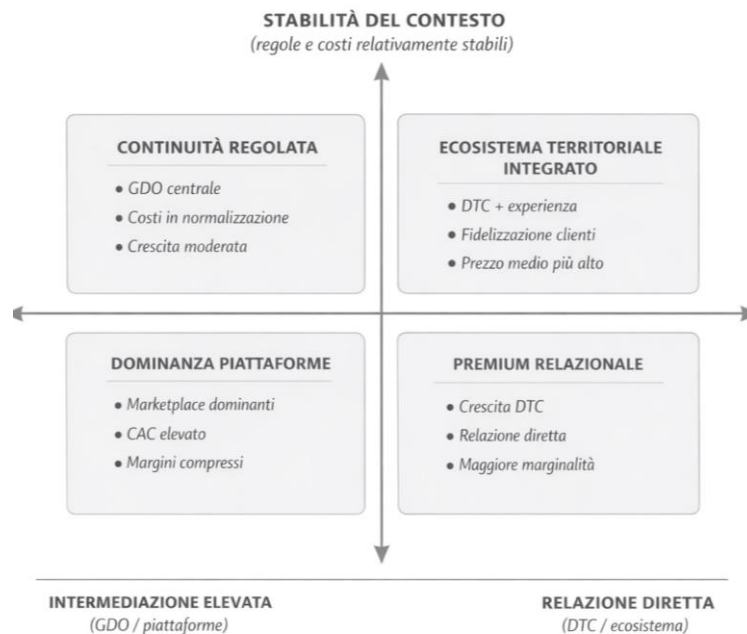 STABILITÀ DEL CONTESTO
(regole e costi relativamente stabili)
CONTINUITÀ REGOLATA
• GDO centrale
• Costi in normalizzazione
• Crescita moderata
ECOSISTEMA TERRITORIALE
INTEGRATO
• DTC + experienza
• Fidelizzazione clienti
• Prezzo medio più alto
DOMINANZA PIATTAFORME
• Marketplace dominanti
• CAC elevato
• Margini compressi
PREMIUM RELAZIONALE
• Crescita DTC
• Relazione diretta
• Maggiore marginalità
INTERMEDIAZIONE ELEVATA
(GDO / piattaforme)
RELAZIONE DIRETTA
(DTC / ecosistema)